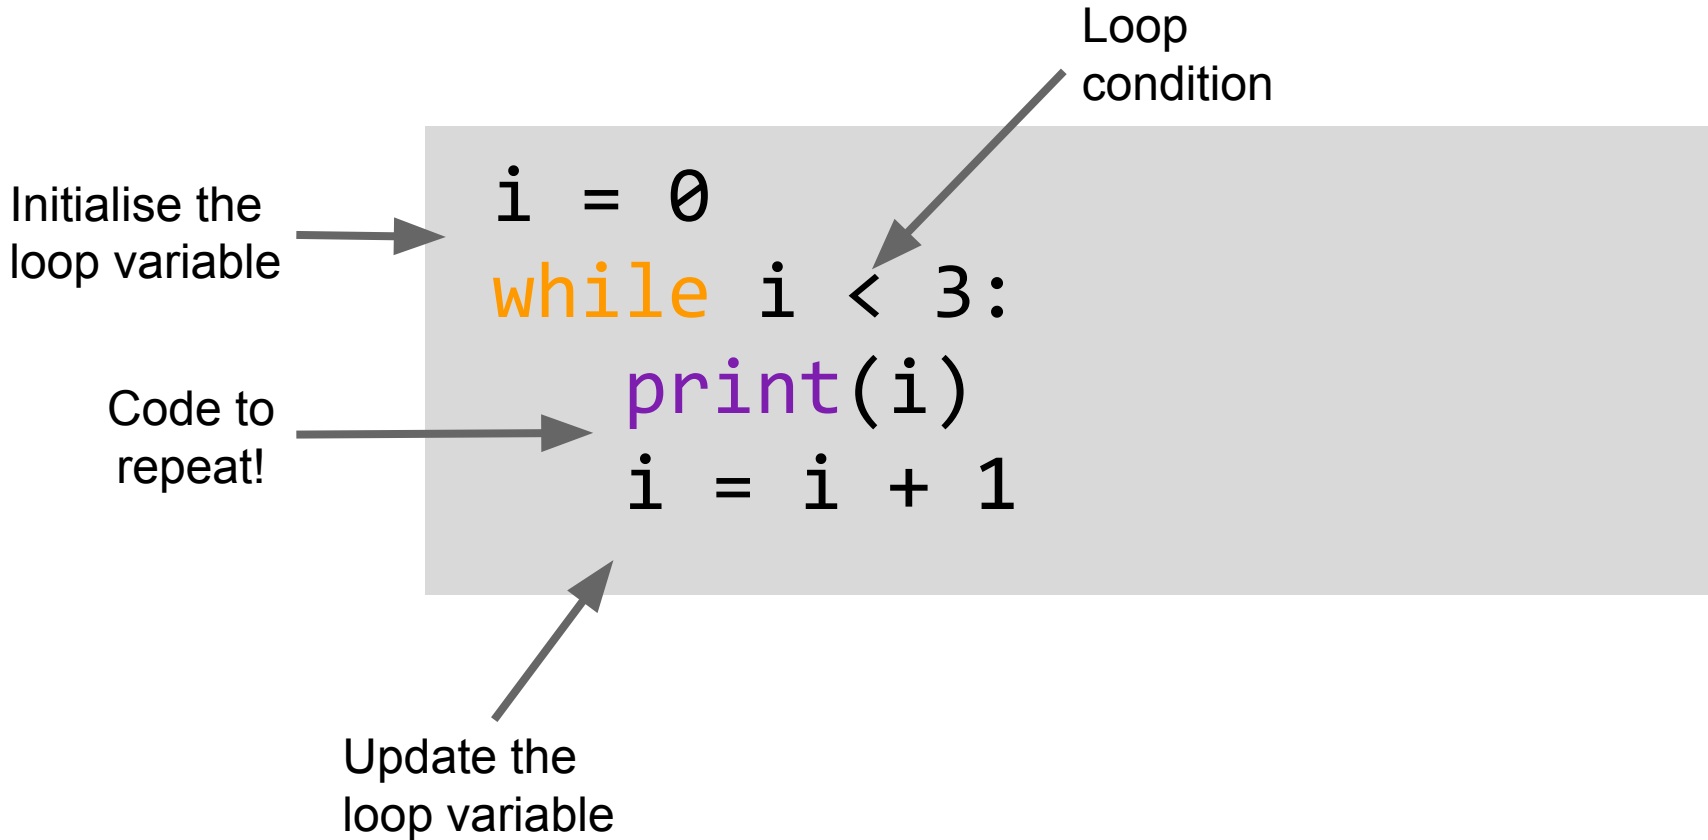 Loop
condition
Initialise the
loop variable
i = 0
while i < 3:
Code to
repeat!
print(i)
i = i + 1
Update the
loop variable